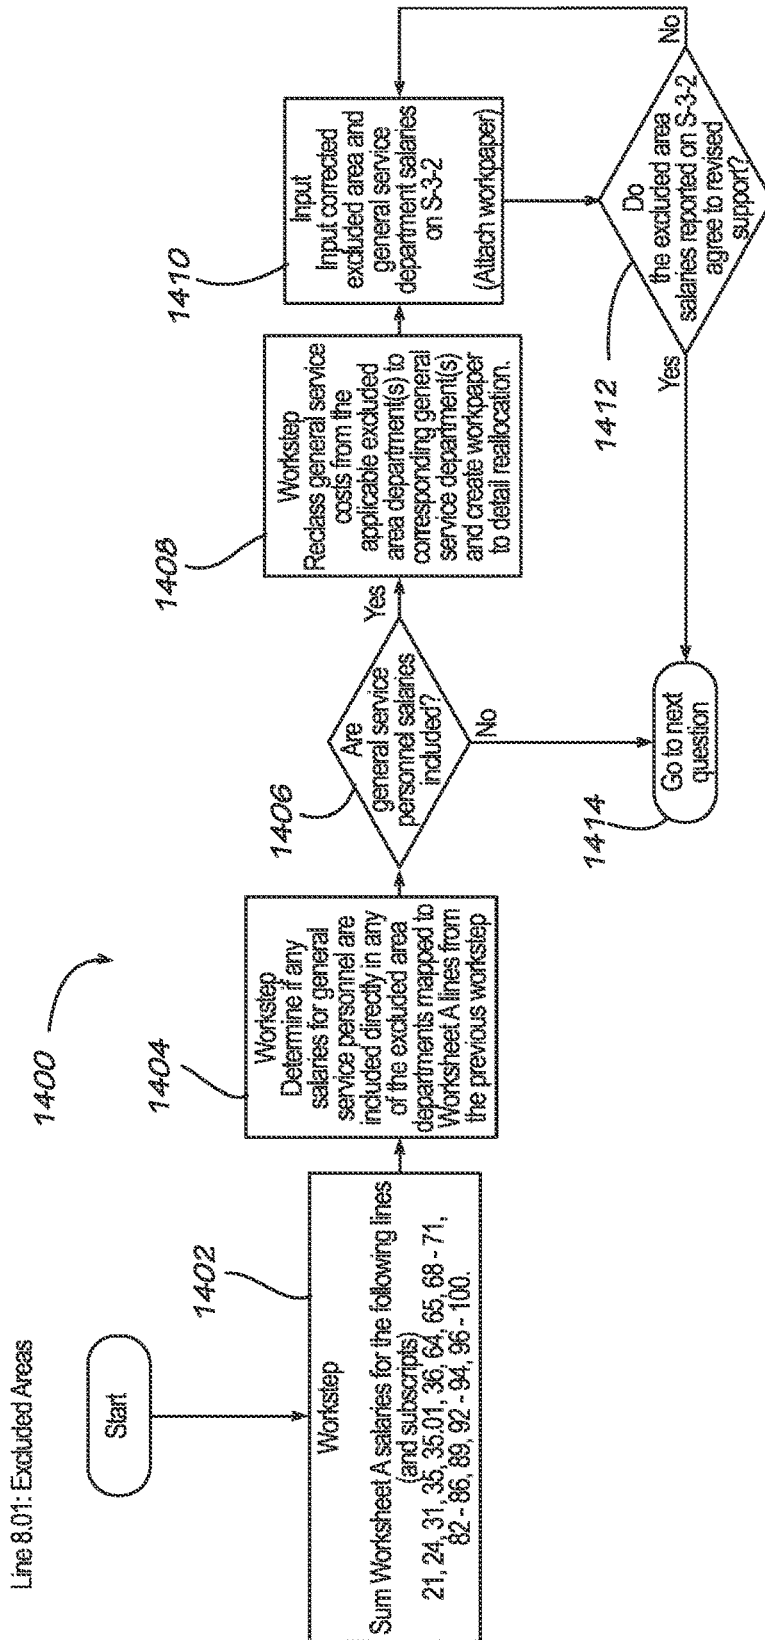 Line 8.01: Excluded Areas
1400
Start
1402
Workstep
Sum Worksheet A salaries for the following lines
(and subscripts)
21, 24, 31, 35, 35.01, 36, 64, 65, 68 - 71,
82 - 86, 89, 92 - 94, 96 - 100.
1404
Workstep
Determine if any
salaries for general
service personnel are
included directly in any
of the excluded area
departments mapped to
Worksheet A lines from
the previous workstep
1406
Are
general service
personnel salaries
included?
Yes
No
1408
Workstep
Reclass general service
costs from the
applicable excluded
area department(s) to
corresponding general
service department(s)
and create workpaper
to detail reallocation.
1410
Input
Input corrected
excluded area and
general service
department salaries
on S-3-2
(Attach workpaper)
1412
Do
the excluded area
salaries reported on S-3-2
agree to revised
support?
No
Yes
1414
Go to next
question